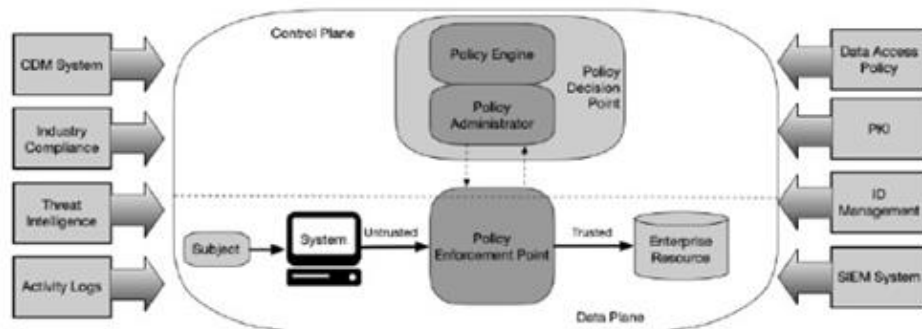 Control Plane
Policy Engine
Policy
Administrator
Policy
Decision
Point
CDM System
Industry
Compliance
Threat
Intelligence
Activity Logs
Data Access
Policy
PKI
ID
Management
SIEM System
Subject
System
Untrusted
Policy
Enforcement Point
Trusted
Enterprise
Resource
Data Plane